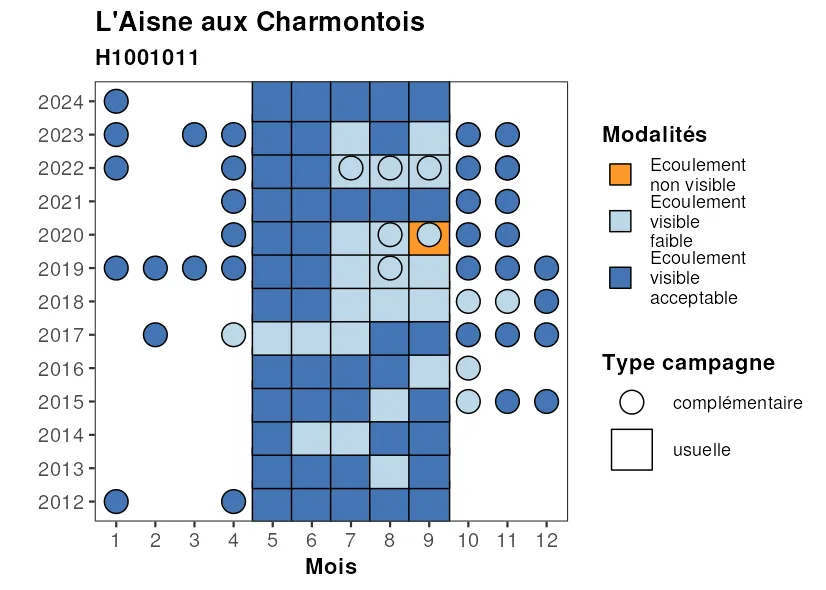 L'Aisne aux Charmontois
H1001011
2024
2023
2022
2021
2020
2019
2018
2017
2016
2015
2014
2013
2012
1 2 3 4 5 6 7 8 9 10 11 12
Mois
Modalités
Ecoulement
non visible
Ecoulement
visible
faible
Ecoulement
visible
acceptable
Type campagne
complémentaire
usuelle